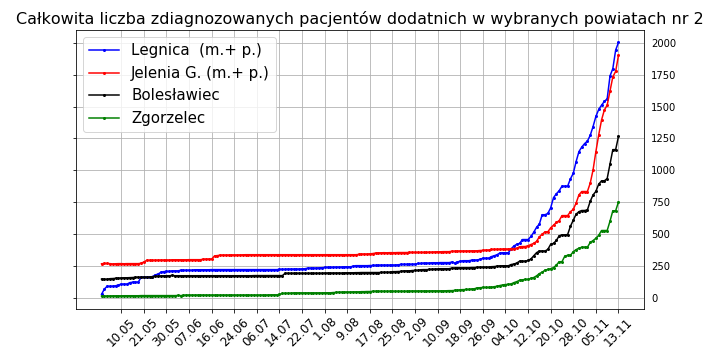 Całkowita liczba zdiagnozowanych pacjentów dodatnich w wybranych powiatach nr 2
Legnica (m.+ p.)
Jelenia G. (m.+ p.)
Bolesławiec
Zgorzelec
2000
1750
1500
1250
1000
750
500
250
0
10.05 21.05 30.05 07.06 16.06 24.06 06.07 14.07 22.07 1.08 9.08 17.08 25.08 2.09 10.09 18.09 26.09 04.10 12.10 20.10 28.10 05.11 13.11